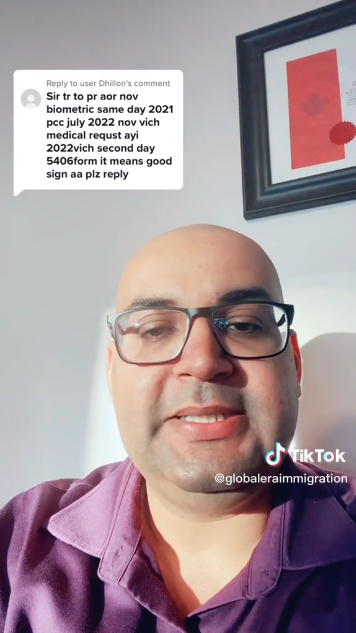 Reply to user Dhillon's comment
Sir tr to pr aor nov
biometric same day 2021
pcc july 2022 nov vich
medical requst ayi
2022vich second day
5406form it means good
sign aa plz reply
TikTok
@globaleraimmigration